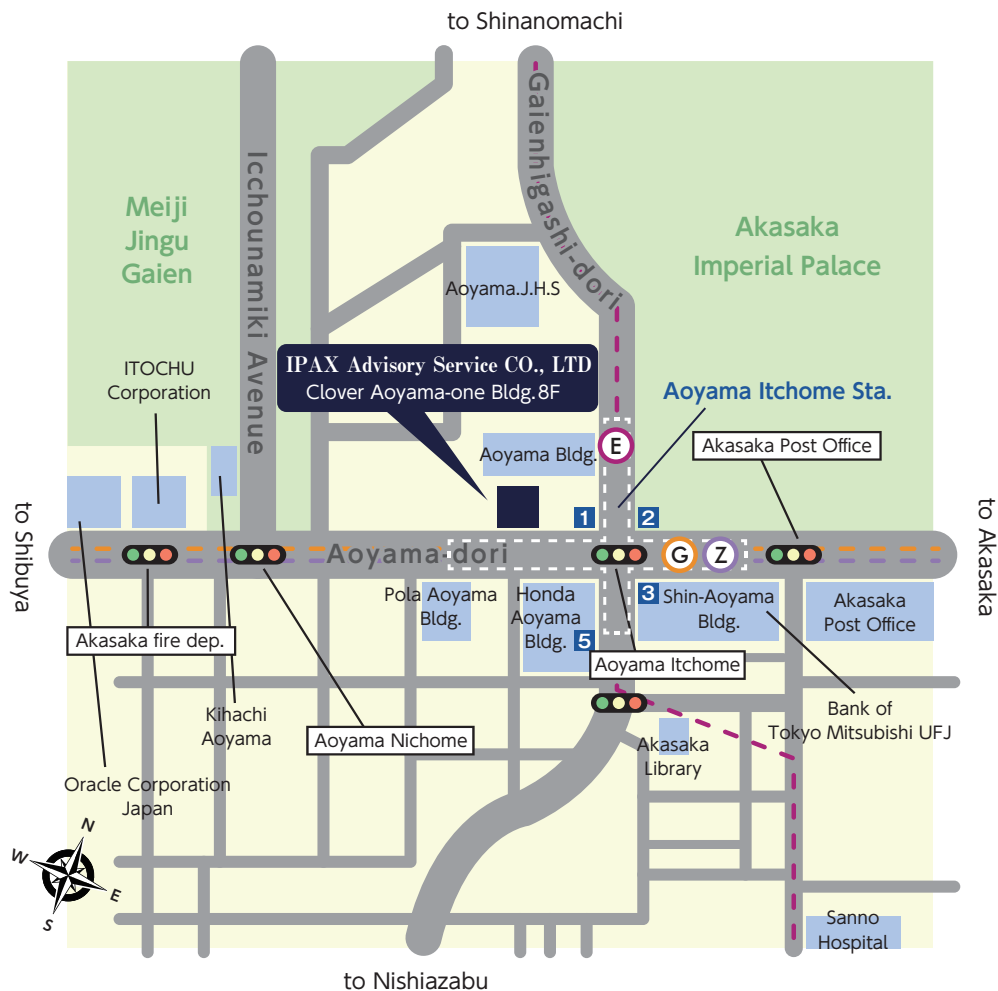 to Shinanomachi
Gaienhigashi-dori
Icchounamiki Avenue
Meiji
Jingu
Gaien
Akasaka
Imperial Palace
Aoyama.J.H.S
IPAX Advisory Service CO., LTD
Clover Aoyama-one Bldg.8F
ITOCHU
Corporation
Aoyama Itchome Sta.
E
Aoyama Bldg.
Akasaka Post Office
to Shibuya
to Akasaka
1
2
Aoyama-dori
G
Z
Pola Aoyama
Bldg.
Honda
Aoyama
Bldg.
5
3
Shin-Aoyama
Bldg.
Akasaka
Post Office
Akasaka fire dep.
Aoyama Itchome
Kihachi
Aoyama
Aoyama Nichome
Bank of
Tokyo Mitsubishi UFJ
Akasaka
Library
Oracle Corporation
Japan
N
W
E
S
Sanno
Hospital
to Nishiazabu